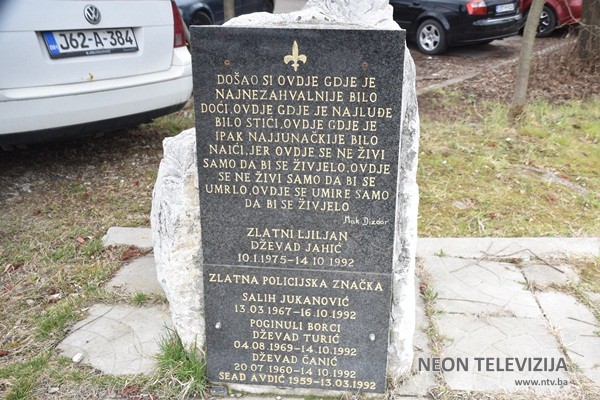 J62-A-384
DOŠAO SI OVDJE GDJE JE
NAJNEZAHVALNIJE BILO
DOĆI,OVDJE GDJE JE NAJLUĐE
BILO STIĆI,OVDJE GDJE JE
IPAK NAJJUNAČKIJE BILO
NAIĆI,JER OVDJE SE NE ŽIVI
SAMO DA BI SE ŽIVJELO,OVDJE
SE NE ŽIVI SAMO DA BI SE
UMRLO,OVDJE SE UMIRE SAMO
DA BI SE ŽIVJELO
Mak Dizdar
ZLATNI LJILJAN
DŽEVAD JAHIĆ
10.1.1975-14.10.1992
ZLATNA POLICIJSKA ZNAČKA
SALIH JUKANOVIĆ
13.03.1967-16.10.1992
POGINULI BORCI
DŽEVAD TURIĆ
04.08.1969-14.10.1992
DŽEVAD ČANIĆ
20.07.1960-14.10.1992
SEAD AVDIĆ 1959-13.03.1992
NEON TELEVIZIJA
www.ntv.ba